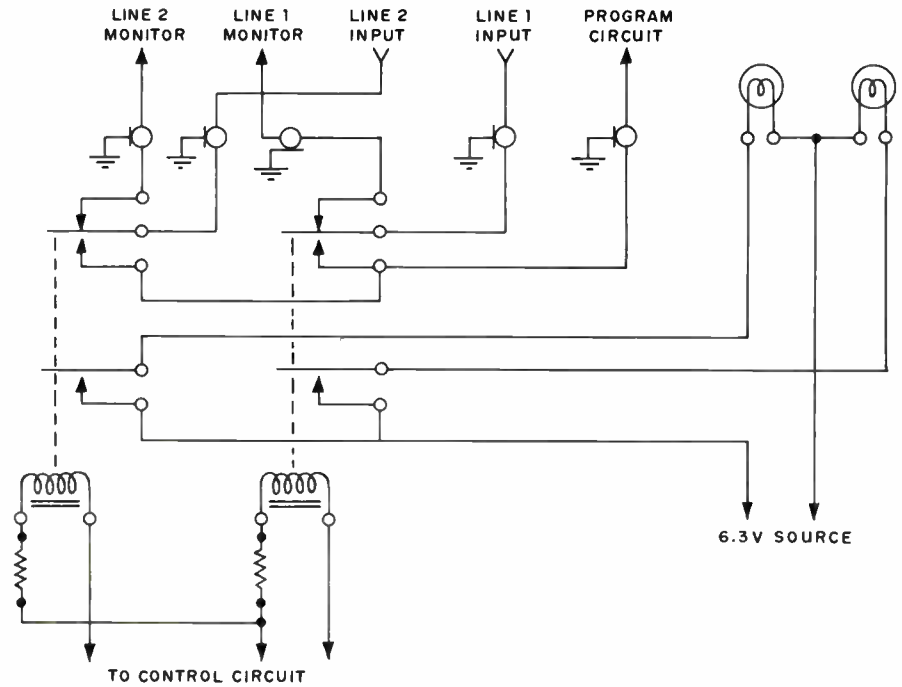 LINE 2
MONITOR
LINE 1
MONITOR
LINE 2
INPUT
LINE 1
INPUT
PROGRAM
CIRCUIT
6.3V SOURCE
TO CONTROL CIRCUIT